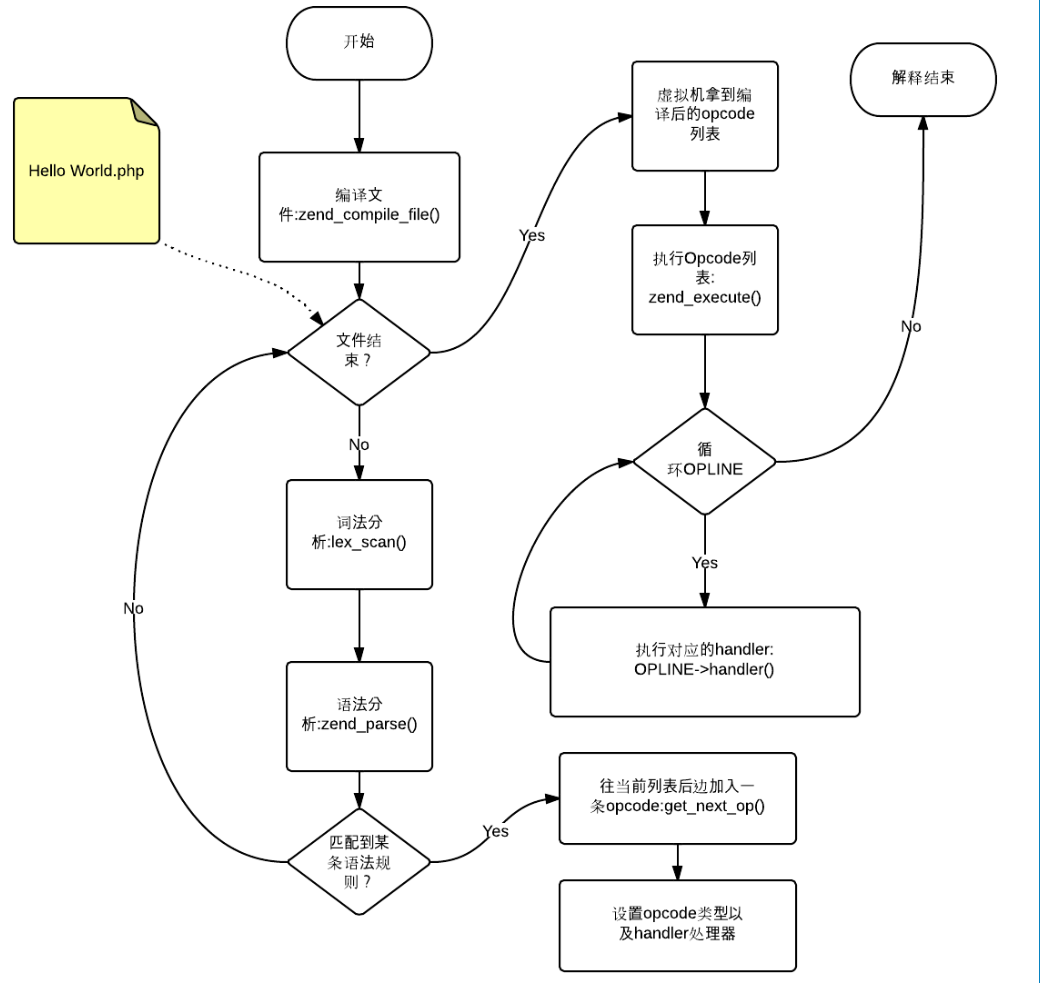 开始
Hello World.php
编译文
件:zend_compile_file()
文件结
束？
No
词法分
析:lex_scan()
语法分
析:zend_parse()
匹配到某
条语法规
则？
No
Yes
往当前列表后边加入一
条opcode:get_next_op()
设置opcode类型以
及handler处理器
Yes
虚拟机拿到编
译后的opcode
列表
执行Opcode列
表:
zend_execute()
循
环OPLINE
Yes
执行对应的handler:
OPLINE->handler()
No
解释结束